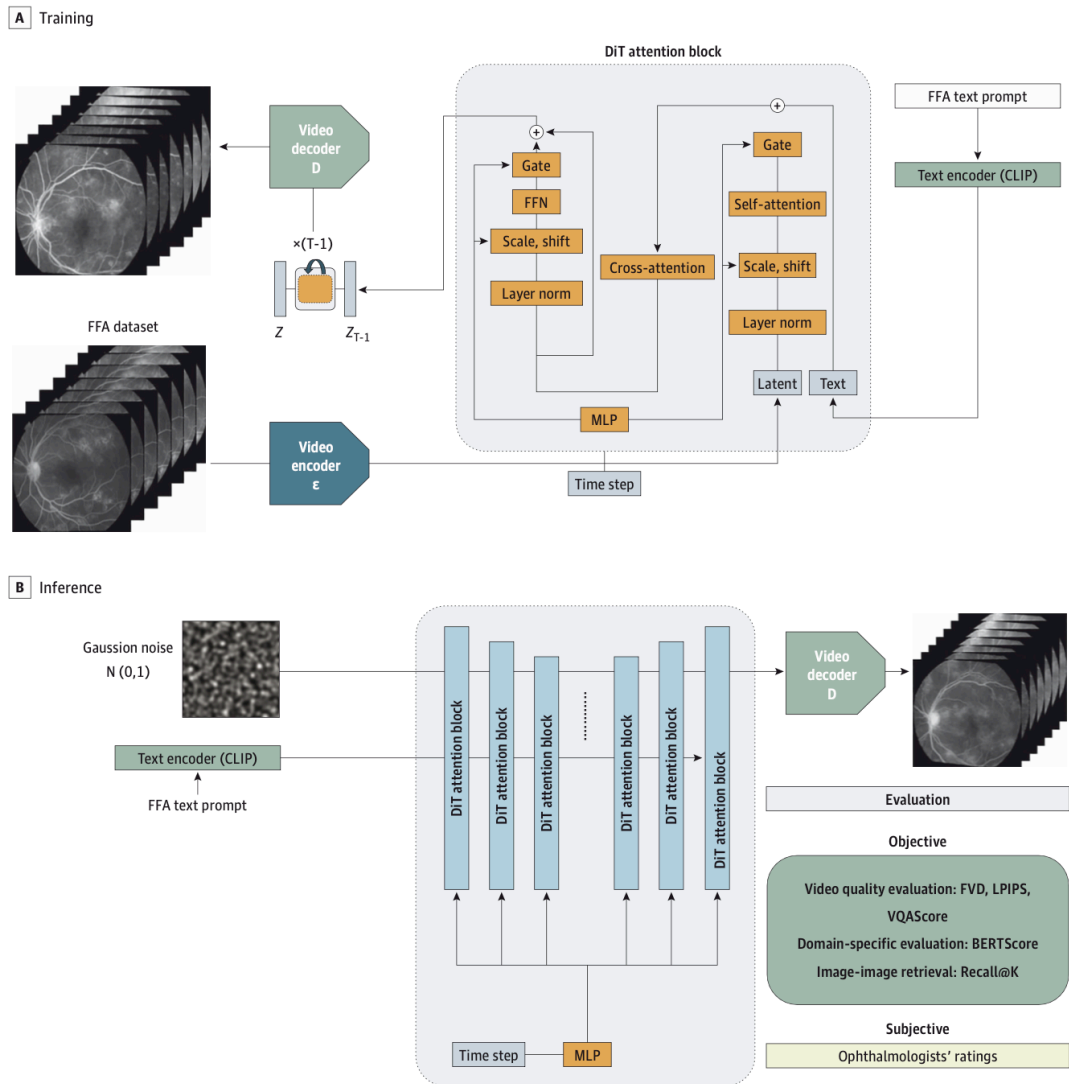 A Training
DiT attention block
FFA text prompt
Text encoder (CLIP)
Video
decoder
D
×(T-1)
Z
Z_T-1
Gate
FFN
Scale, shift
Layer norm
Cross-attention
Gate
Self-attention
Scale, shift
Layer norm
Latent
Text
MLP
Time step
FFA dataset
Video
encoder
ε
B Inference
Gaussion noise
N (0,1)
Text encoder (CLIP)
FFA text prompt
DiT attention block
DiT attention block
DiT attention block
DiT attention block
DiT attention block
DiT attention block
Time step
MLP
Video
decoder
D
Evaluation
Objective
Video quality evaluation: FVD, LPIPS,
VQAScore
Domain-specific evaluation: BERTScore
Image-image retrieval: Recall@K
Subjective
Ophthalmologists' ratings